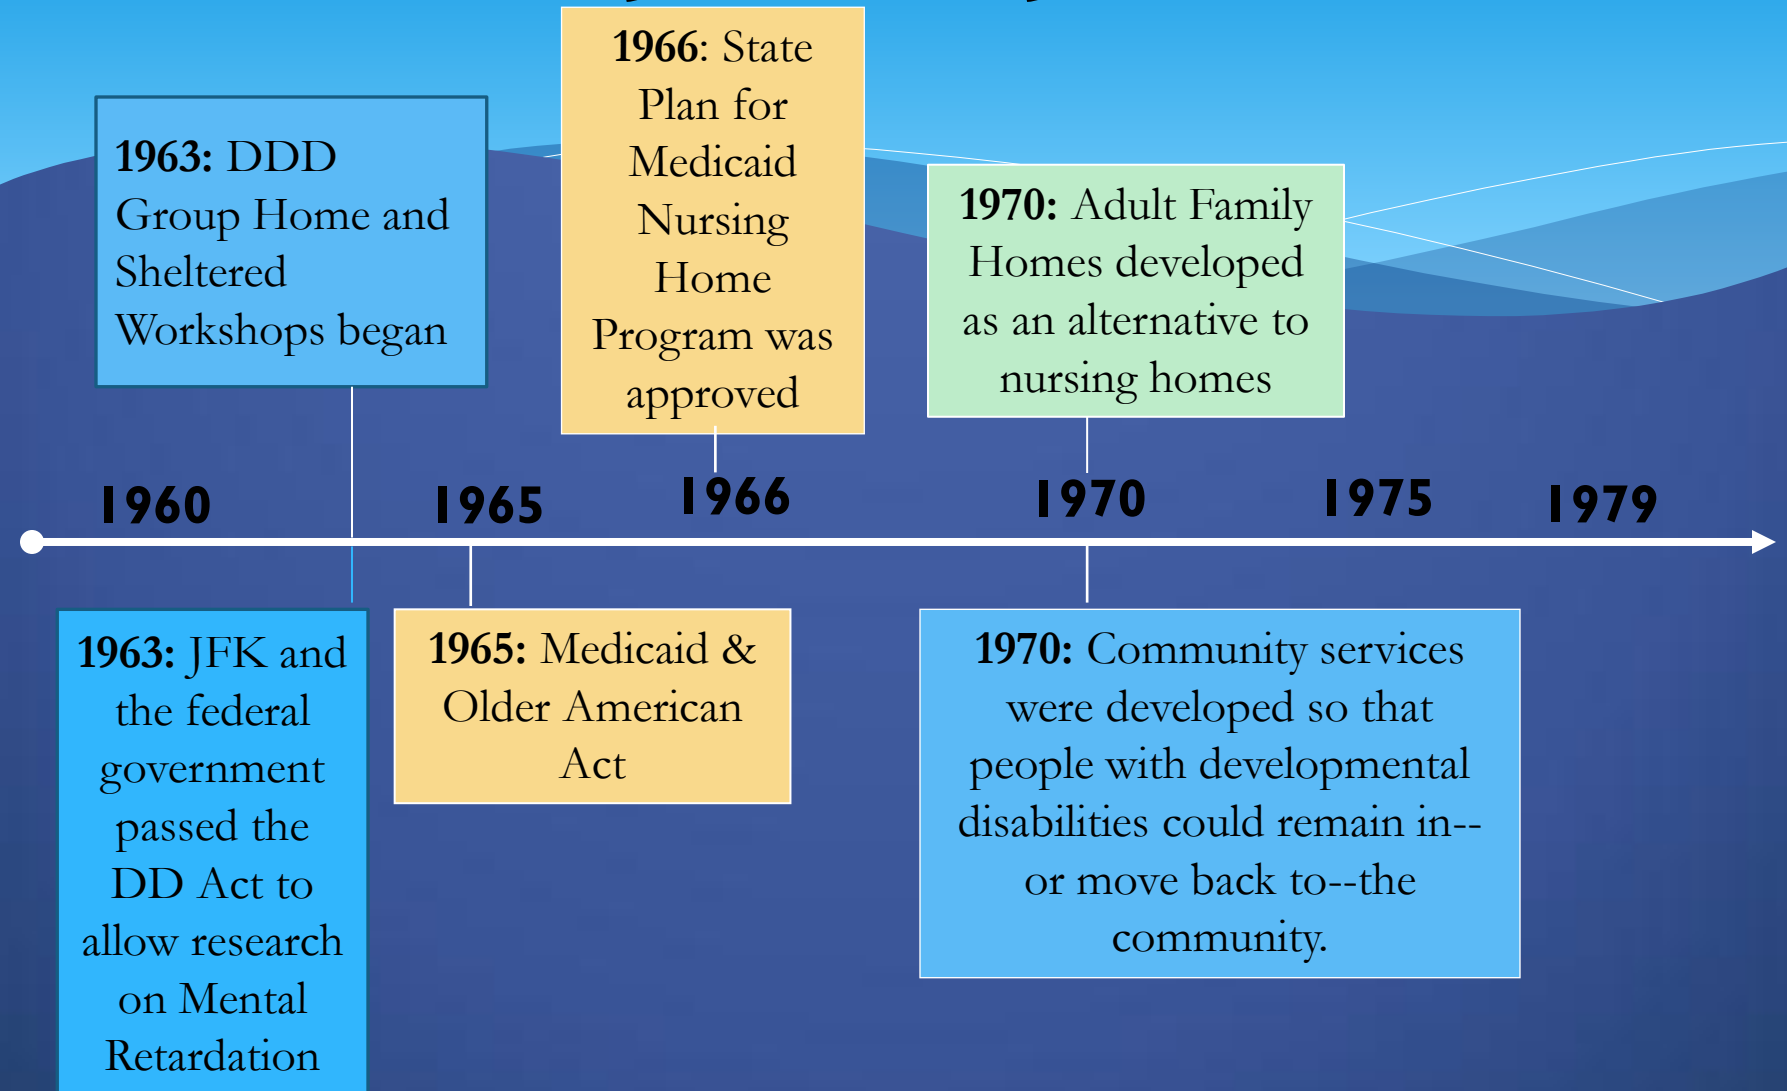 1963: DDD
Group Home and
Sheltered
Workshops began
1966: State
Plan for
Medicaid
Nursing
Home
Program was
approved
1970: Adult Family
Homes developed
as an alternative to
nursing homes
1960
1965
1966
1970
1975
1979
1963: JFK and
the federal
government
passed the
DD Act to
allow research
on Mental
Retardation
1965: Medicaid &
Older American
Act
1970: Community services
were developed so that
people with developmental
disabilities could remain in--
or move back to--the
community.